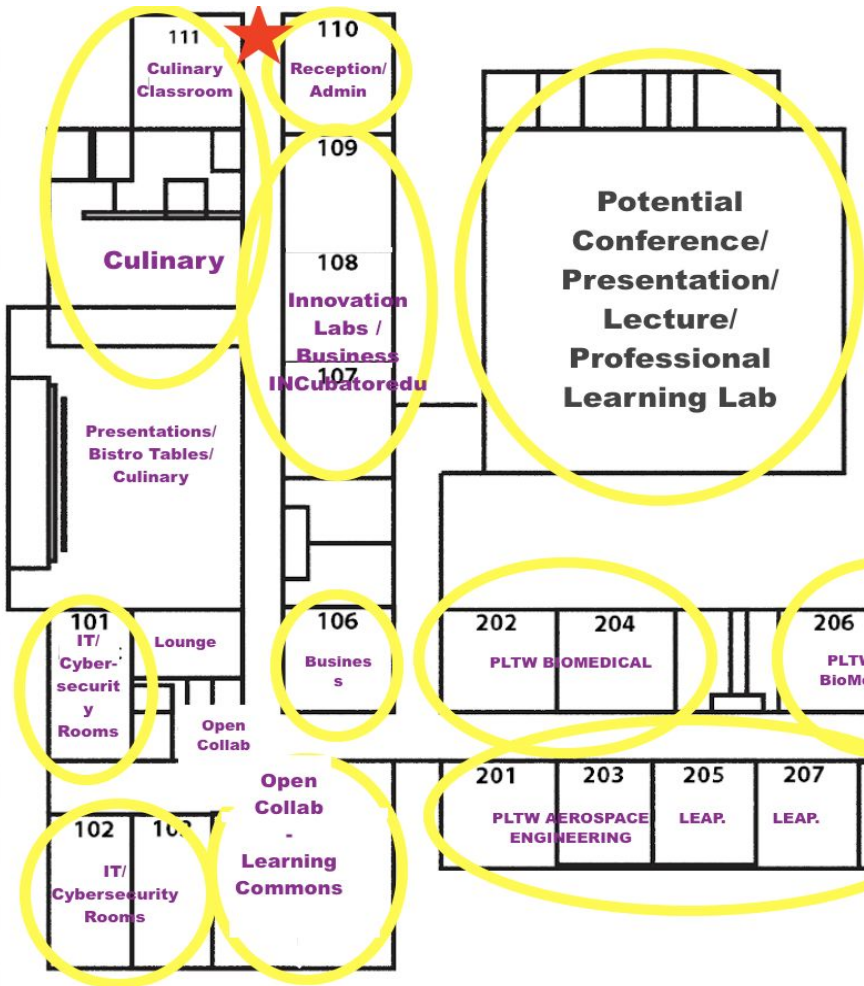 111
Culinary
Classroom
110
Reception/
Admin
109
Culinary
108
Innovation
Labs /
Business
107
INCubatoredu
Potential
Conference/
Presentation/
Lecture/
Professional
Learning Lab
Presentations/
Bistro Tables/
Culinary
101
IT/
Cyber-
securit
y
Rooms
Lounge
Open
Collab
106
Busines
s
202
204
PLTW BIOMEDICAL
206
Open
Collab
-
Learning
Commons
201
203
205
207
PLTW AEROSPACE
ENGINEERING
LEAP.
LEAP.
102
IT/
Cybersecurity
Rooms